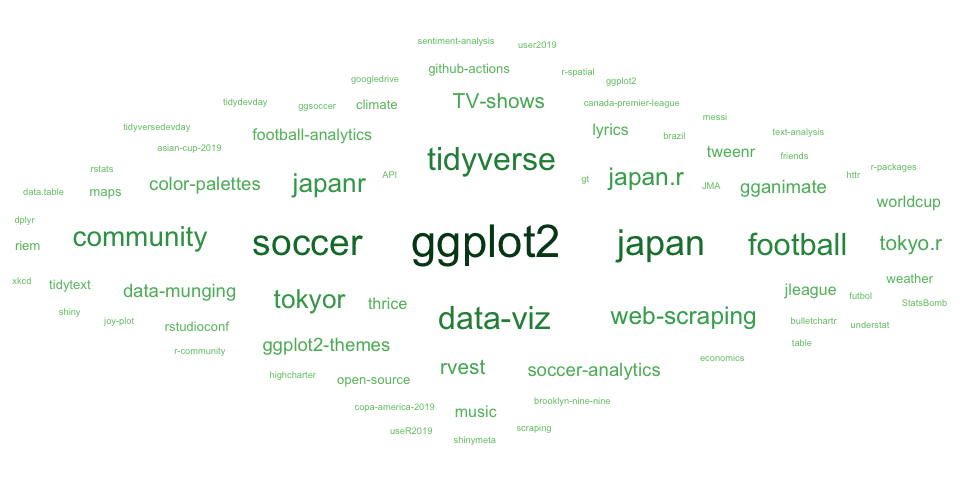 sentiment-analysis
user2019
github-actions
r-spatial
googledrive
ggplot2
TV-shows
tidydevday
ggsoccer
climate
canada-premier-league
messi
tidyversedevday
football-analytics
lyrics
brazil
text-analysis
asian-cup-2019
tidyverse
tweenr
friends
rstats
API
gt
httr
r-packages
data.table
maps
color-palettes
japanr
japan.r
JMA
gganimate
worldcup
dplyr
riem
community
soccer
ggplot2
japan
football
tokyo.r
xkcd
tidytext
data-munging
tokyor
thrice
jleague
futbol
weather
StatsBomb
shiny
joy-plot
rstudioconf
data-viz
web-scraping
bulletchartr
understat
r-community
ggplot2-themes
table
highcharter
open-source
rvest
soccer-analytics
economics
copa-america-2019
music
brooklyn-nine-nine
useR2019
shinymeta
scraping